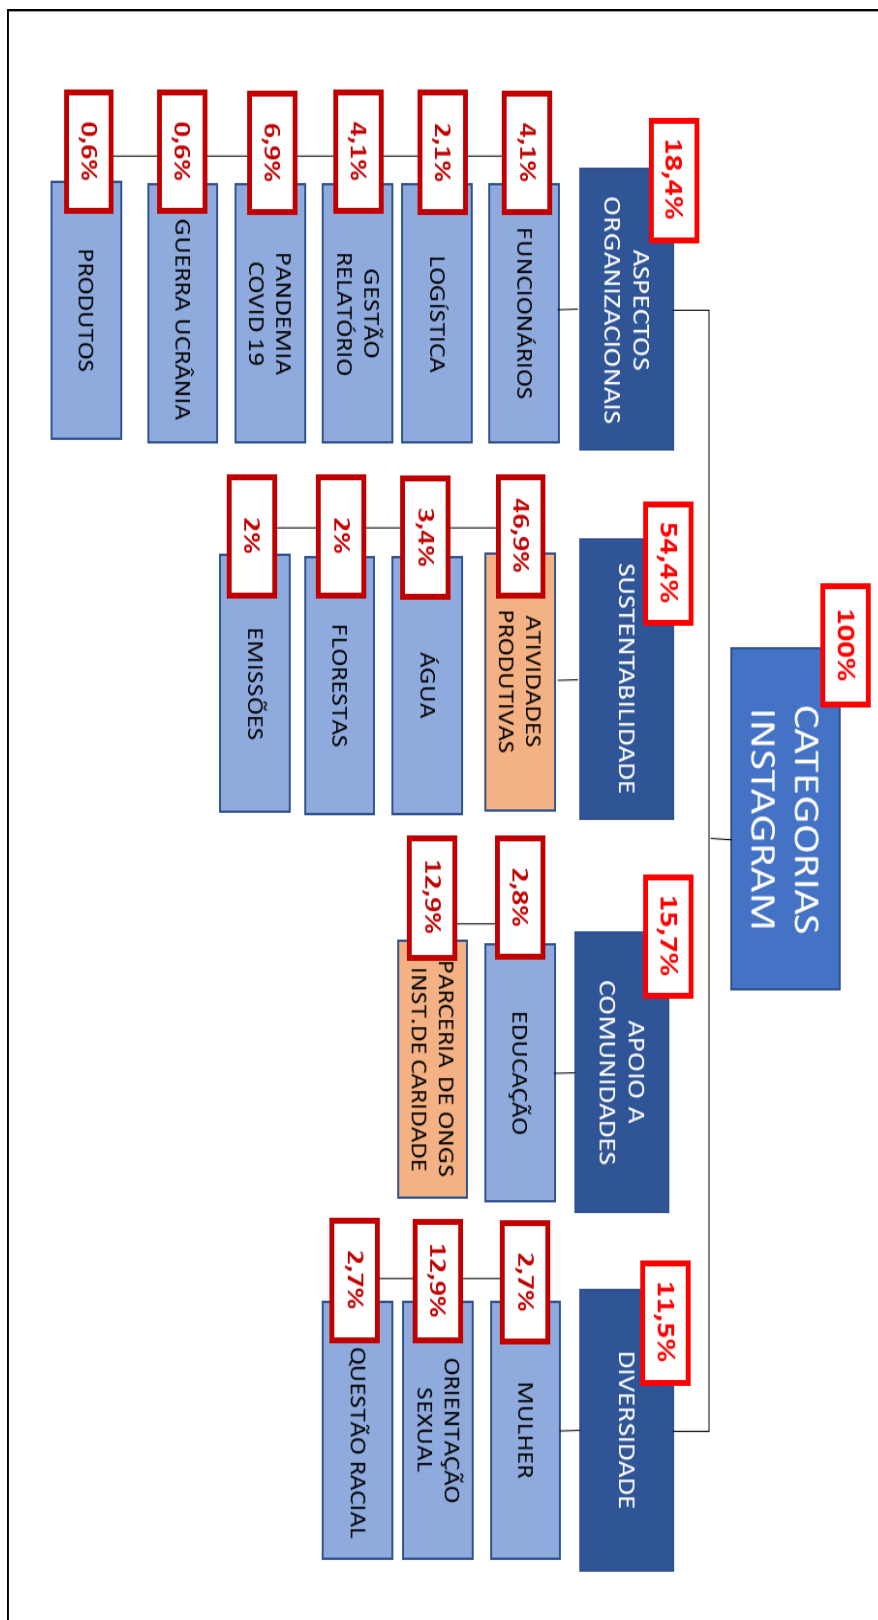 100%
CATEGORIAS
INSTAGRAM
18,4%
ASPECTOS
ORGANIZACIONAIS
4,1%
FUNCIONÁRIOS
2,1%
LOGÍSTICA
4,1%
GESTÃO
RELATÓRIO
6,9%
PANDEMIA
COVID 19
0,6%
GUERRA UCRÂNIA
0,6%
PRODUTOS
54,4%
SUSTENTABILIDADE
46,9%
ATIVIDADES
PRODUTIVAS
3,4%
ÁGUA
2%
FLORESTAS
2%
EMISSÕES
15,7%
APOIO A
COMUNIDADES
2,8%
EDUCAÇÃO
12,9%
PARCERIA DE ONGS
INST.DE CARIDADE
11,5%
DIVERSIDADE
2,7%
MULHER
12,9%
ORIENTAÇÃO
SEXUAL
2,7%
QUESTÃO RACIAL